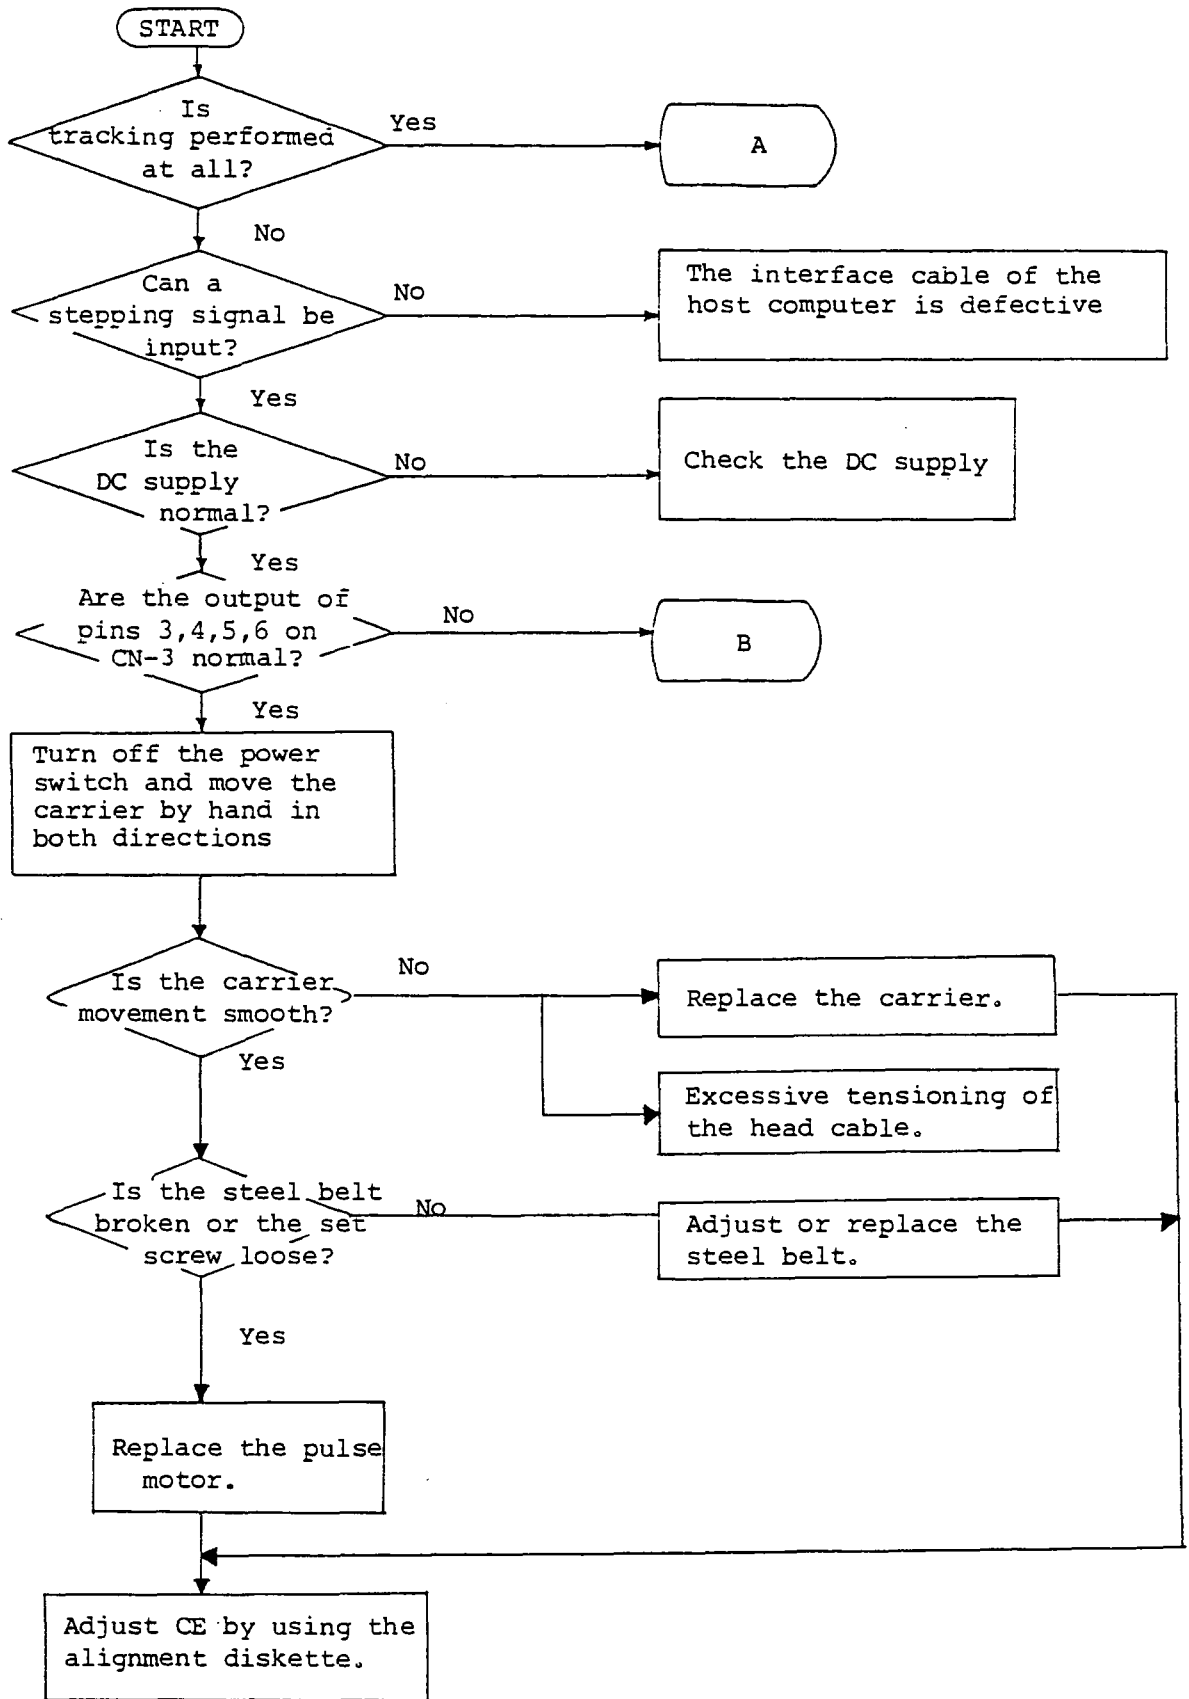 START
Is
tracking performed
at all?
Yes
A
No
Can a
stepping signal be
input?
No
The interface cable of the
host computer is defective
Yes
Is the
DC supply
normal?
No
Check the DC supply
Yes
Are the output of
pins 3,4,5,6 on
CN-3 normal?
No
B
Yes
Turn off the power
switch and move the
carrier by hand in
both directions
Is the carrier
movement smooth?
No
Replace the carrier.
Yes
Excessive tensioning of
the head cable.
Is the steel belt
broken or the set
screw loose?
No
Adjust or replace the
steel belt.
Yes
Replace the pulse
motor.
Adjust CE by using the
alignment diskette.